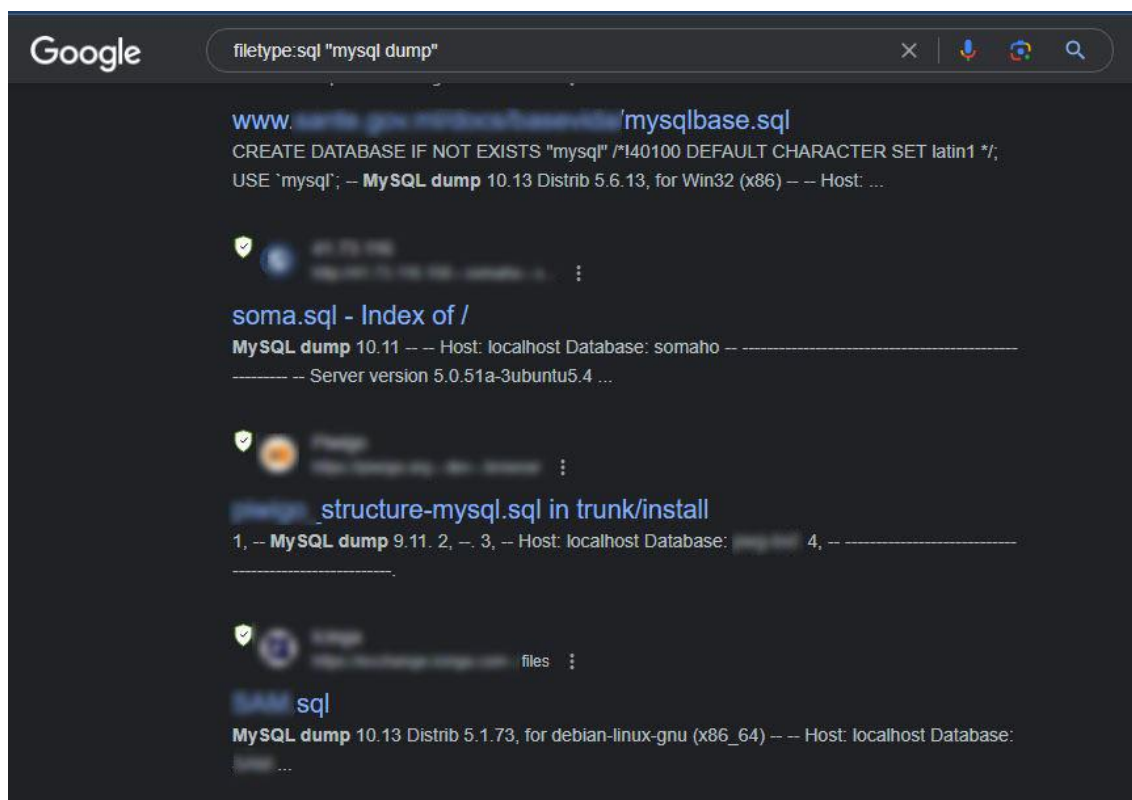 Google
filetype:sql "mysql dump"
www. /mysqlbase.sql
CREATE DATABASE IF NOT EXISTS "mysql" /*!40100 DEFAULT CHARACTER SET latin1 */;
USE `mysql`; -- MySQL dump 10.13 Distrib 5.6.13, for Win32 (x86) -- -- Host: ...
soma.sql - Index of /
MySQL dump 10.11 -- -- Host: localhost Database: somaho -- ----------------------------------------------
--------- -- Server version 5.0.51a-3ubuntu5.4 ...
_structure-mysql.sql in trunk/install
1, -- MySQL dump 9.11. 2, --. 3, -- Host: localhost Database: 4, -- ----------------------------
--------------------------.
files
.sql
MySQL dump 10.13 Distrib 5.1.73, for debian-linux-gnu (x86_64) -- -- Host: localhost Database:
...